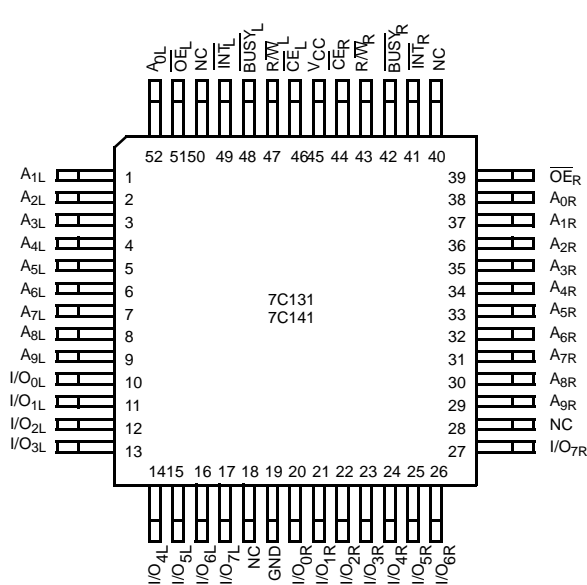 A0L
OEL
NC
INTL
BUSYL
R/WL
CEL
VCC
CER
R/WR
BUSYR
INTR
NC
52 51 50 49 48 47 46 45 44 43 42 41 40
A1L 1
A2L 2
A3L 3
A4L 4
A5L 5
A6L 6
A7L 7
A8L 8
A9L 9
I/O0L 10
I/O1L 11
I/O2L 12
I/O3L 13
7C131
7C141
39 OER
38 A0R
37 A1R
36 A2R
35 A3R
34 A4R
33 A5R
32 A6R
31 A7R
30 A8R
29 A9R
28 NC
27 I/O7R
14 15 16 17 18 19 20 21 22 23 24 25 26
I/O4L
I/O5L
I/O6L
I/O7L
NC
GND
I/O0R
I/O1R
I/O2R
I/O3R
I/O4R
I/O5R
I/O6R